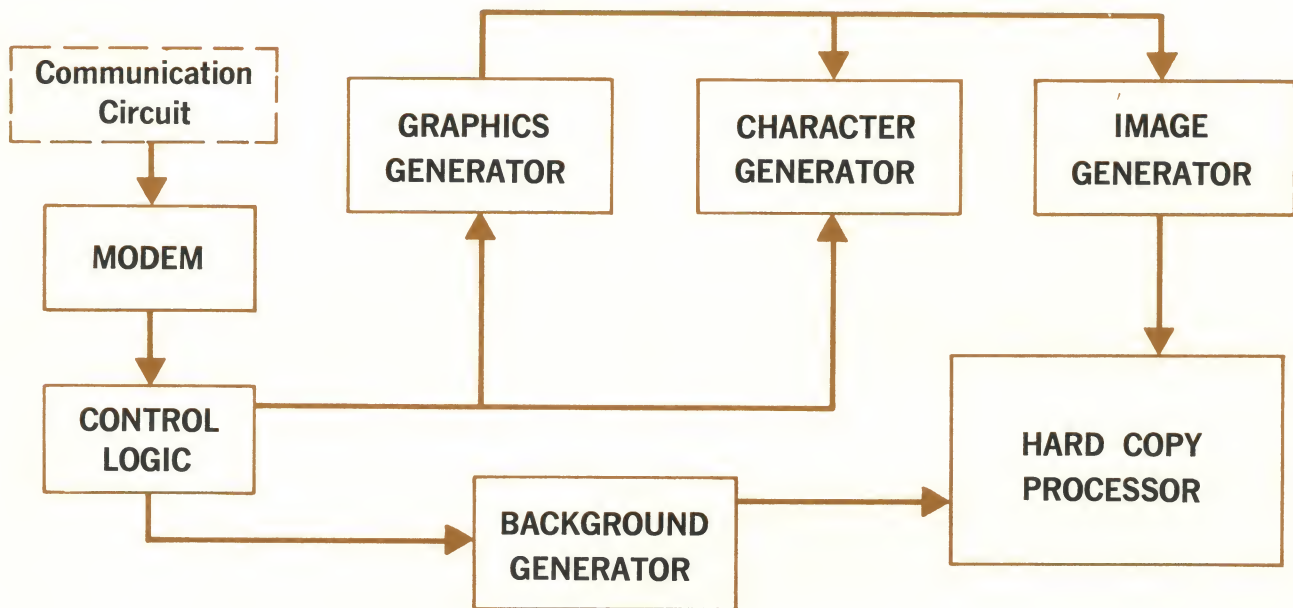 Communication
Circuit
GRAPHICS
GENERATOR
CHARACTER
GENERATOR
IMAGE
GENERATOR
MODEM
CONTROL
LOGIC
HARD COPY
PROCESSOR
BACKGROUND
GENERATOR